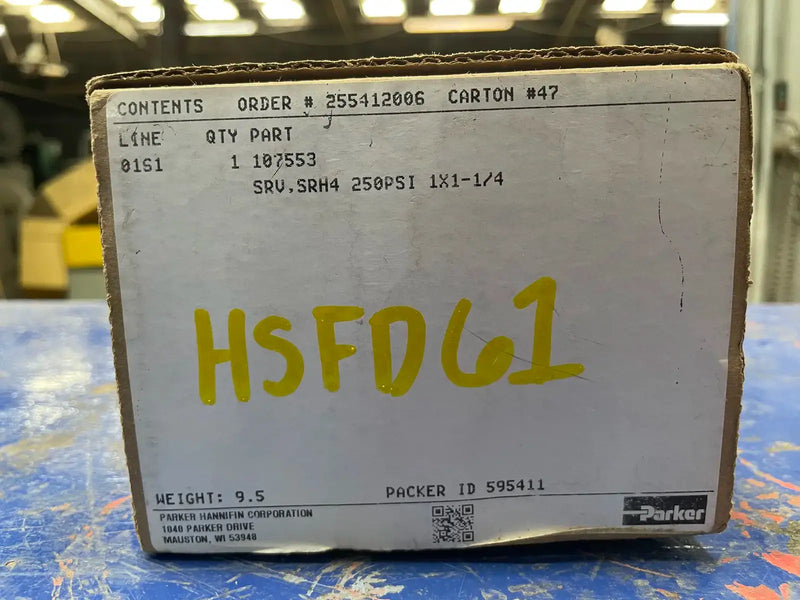 CONTENTS ORDER # 255412006 CARTON #47
LINE QTY PART
01S1 1 107553
SRV,SRH4 250PSI 1X1-1/4
HSFD61
WEIGHT: 9.5 PACKER ID 595411
PARKER HANNIFIN CORPORATION
1840 PARKER DRIVE
MAUSTON, WI 53948
Parker